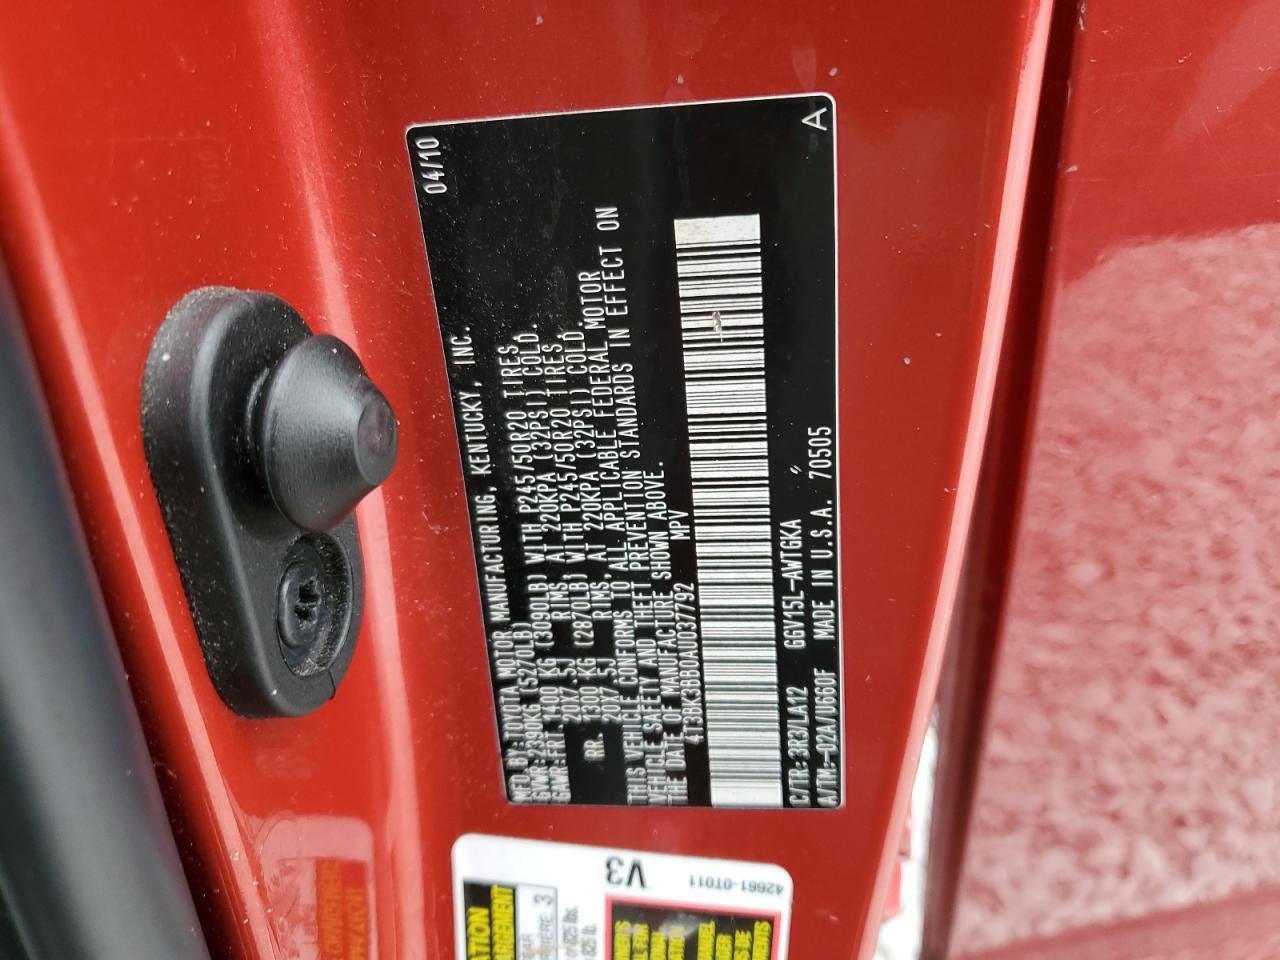 MFD. BY: TOYOTA MOTOR MANUFACTURING, KENTUCKY, INC. 04/10
GVWR:2390KG (5270LB)
GAWR:FRT 1400 KG (3090LB) WITH P245/50R20 TIRES,
20X7.5J RIMS, AT 220KPA (32PSI) COLD.
RR. 1300 KG (2870LB) WITH P245/50R20 TIRES,
20X7.5J RIMS, AT 220KPA (32PSI) COLD.
THIS VEHICLE CONFORMS TO ALL APPLICABLE FEDERAL MOTOR
VEHICLE SAFETY AND THEFT PREVENTION STANDARDS IN EFFECT ON
THE DATE OF MANUFACTURE SHOWN ABOVE.
4T3BK3BB0AU037792 MPV
C/TR: 3R3/LA12 GGV15L-AWTGKA
A/TM:-02A/U660F MADE IN U.S.A. 70505 A
V3
42661-0T011
3